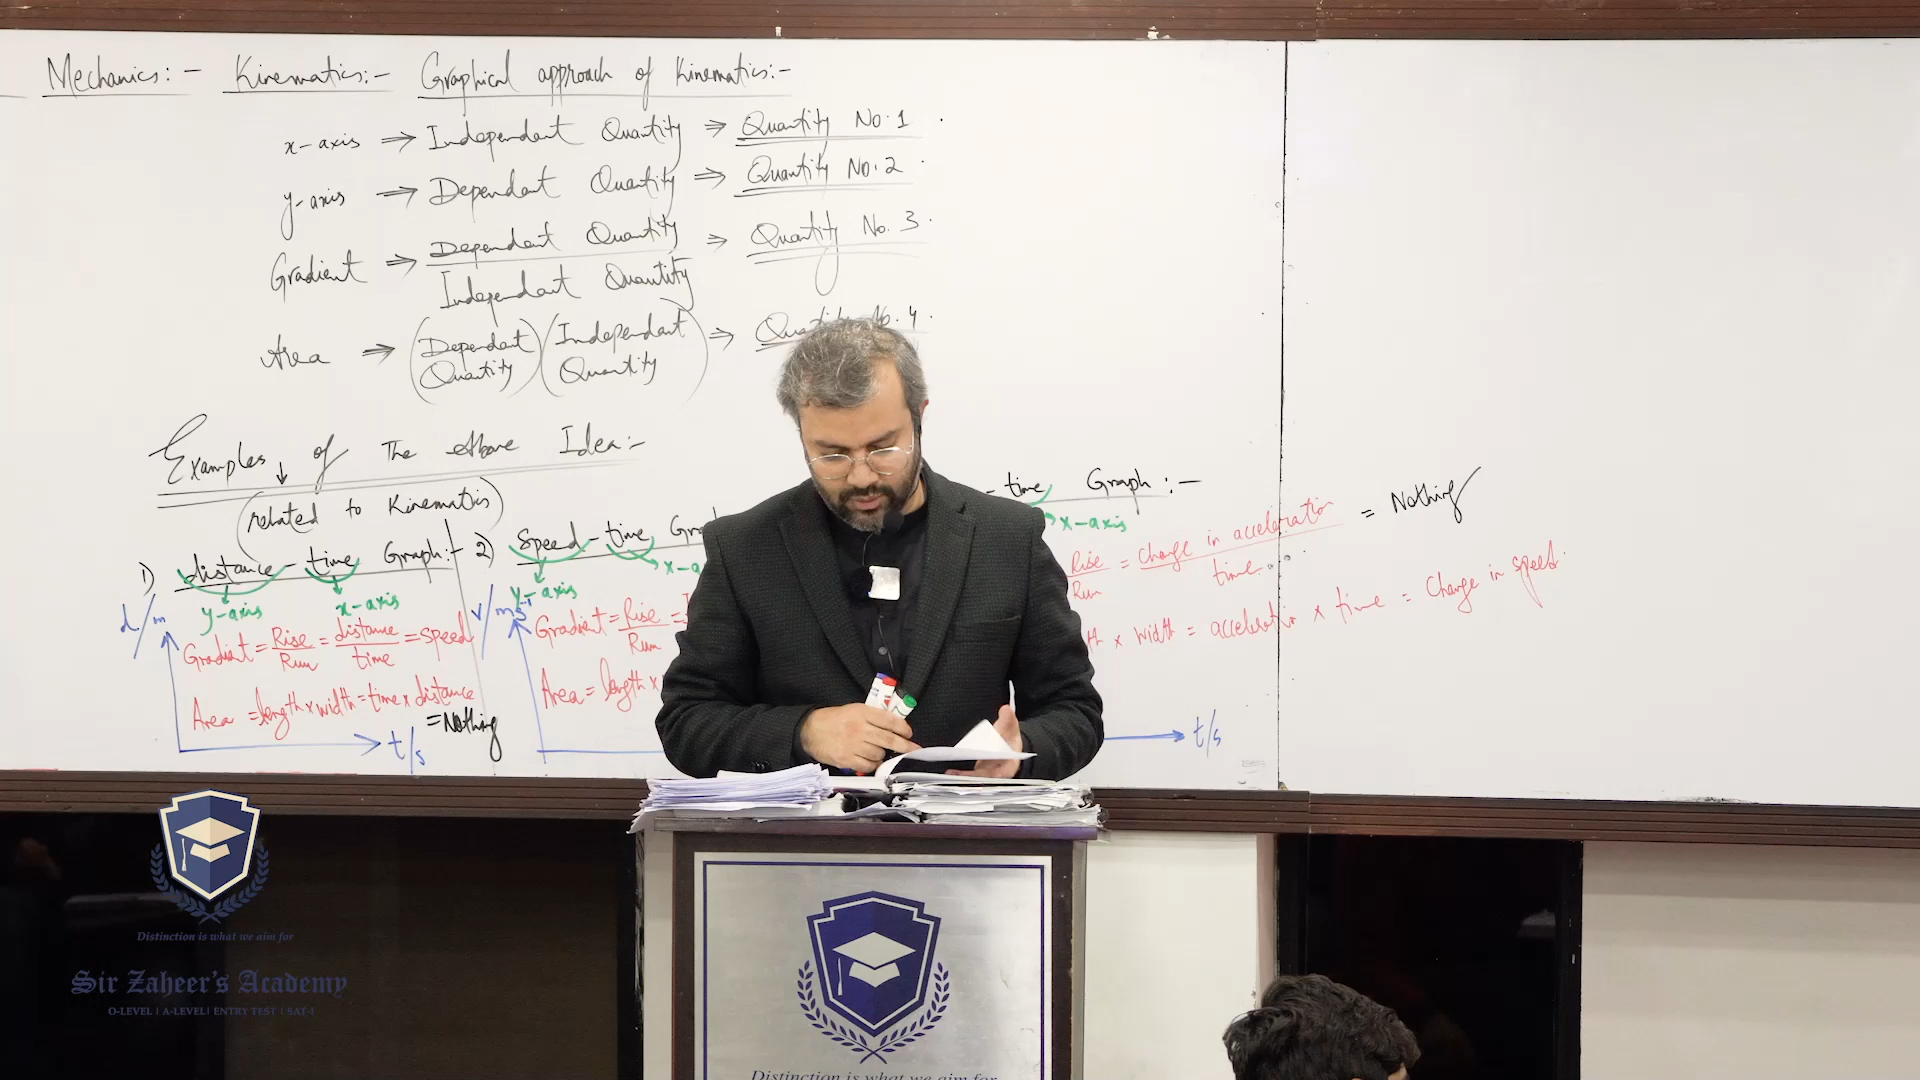 Mechanics:- Kinematics:- Graphical approach of Kinematics:-
x-axis ⇒ Independent Quantity ⇒ Quantity No.1
y-axis ⇒ Dependent Quantity ⇒ Quantity No.2
Gradient ⇒ Dependent Quantity / Independent Quantity ⇒ Quantity No.3
Area ⇒ (Dependent Quantity) (Independent Quantity) ⇒ Quantity No.4
Examples of The Above Idea:-
(related to Kinematics)
1) distance-time Graph:-
y-axis x-axis
d/m
Gradient = Rise/Run = distance/time = Speed
Area = length x width = time x distance
= Nothing
t/s
2) Speed-time
y-axis
v/ms⁻¹
Gradient = Rise/Run =
Area = length x
-time Graph:-
x-axis
Rise/Run = change in acceleration/time = Nothing
x width = acceleration x time = Change in speed
t/s
Distinction is what we aim for
Sir Zaheer's Academy
O-LEVEL | A-LEVEL | ENTRY TEST | SAT-I
Distinction is what we aim for